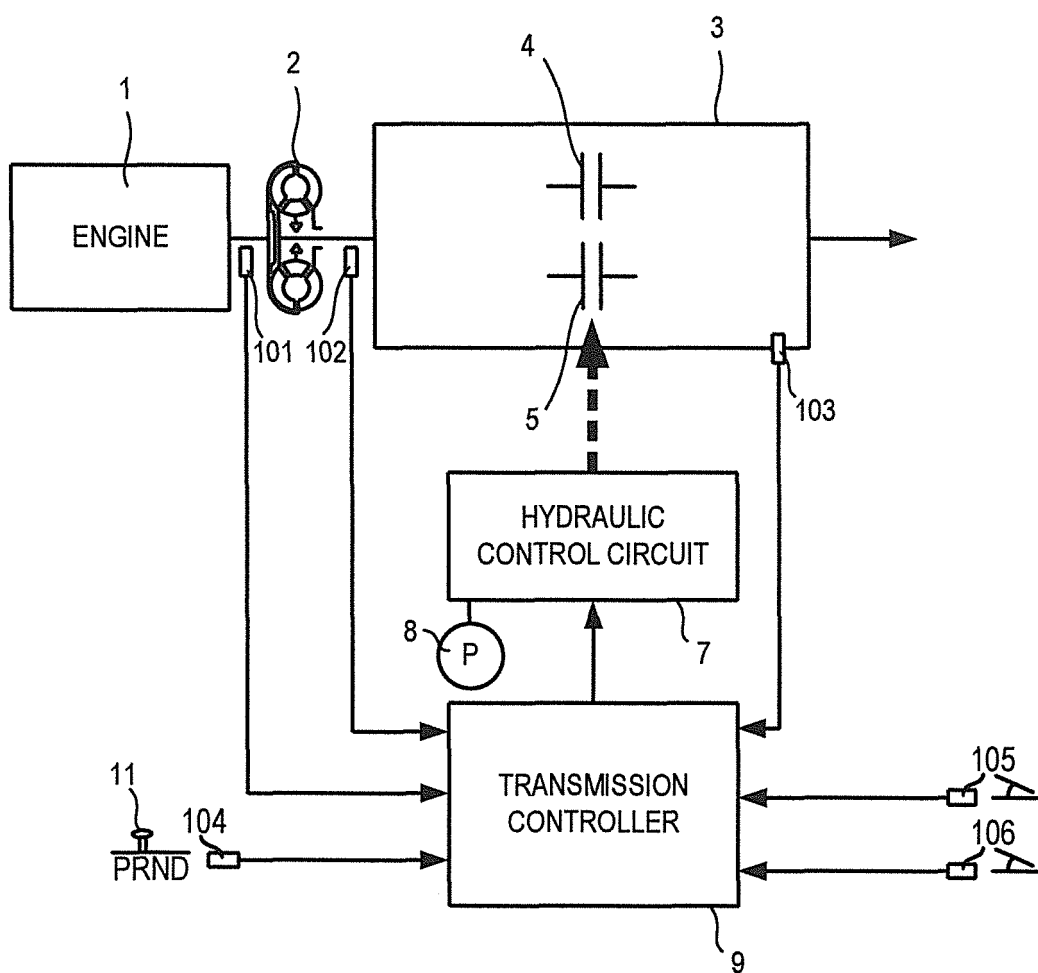 1
2
4
3
ENGINE
101
102
5
103
HYDRAULIC
CONTROL CIRCUIT
8
P
7
TRANSMISSION
CONTROLLER
11
104
PRND
105
106
9